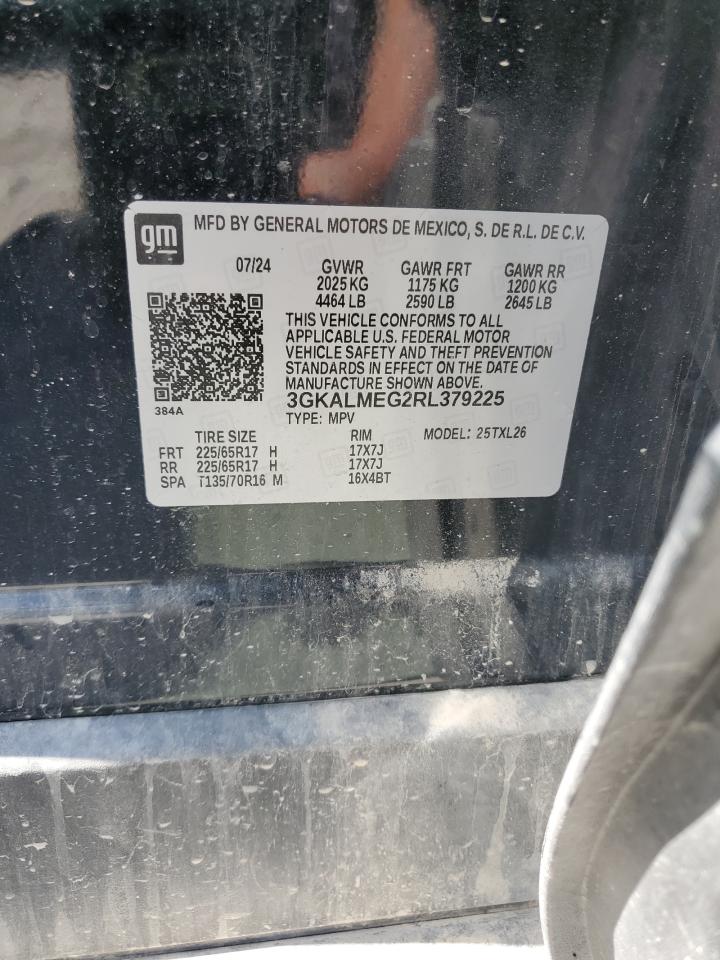 gm MFD BY GENERAL MOTORS DE MEXICO, S. DE R.L. DE C.V.
07/24 GVWR GAWR FRT GAWR RR
2025 KG 1175 KG 1200 KG
4464 LB 2590 LB 2645 LB
THIS VEHICLE CONFORMS TO ALL
APPLICABLE U.S. FEDERAL MOTOR
VEHICLE SAFETY AND THEFT PREVENTION
STANDARDS IN EFFECT ON THE DATE OF
MANUFACTURE SHOWN ABOVE.
384A
3GKALMEG2RL379225
TYPE: MPV MODEL: 25TXL26
TIRE SIZE RIM
FRT 225/65R17 H 17X7J
RR 225/65R17 H 17X7J
SPA T135/70R16 M 16X4BT